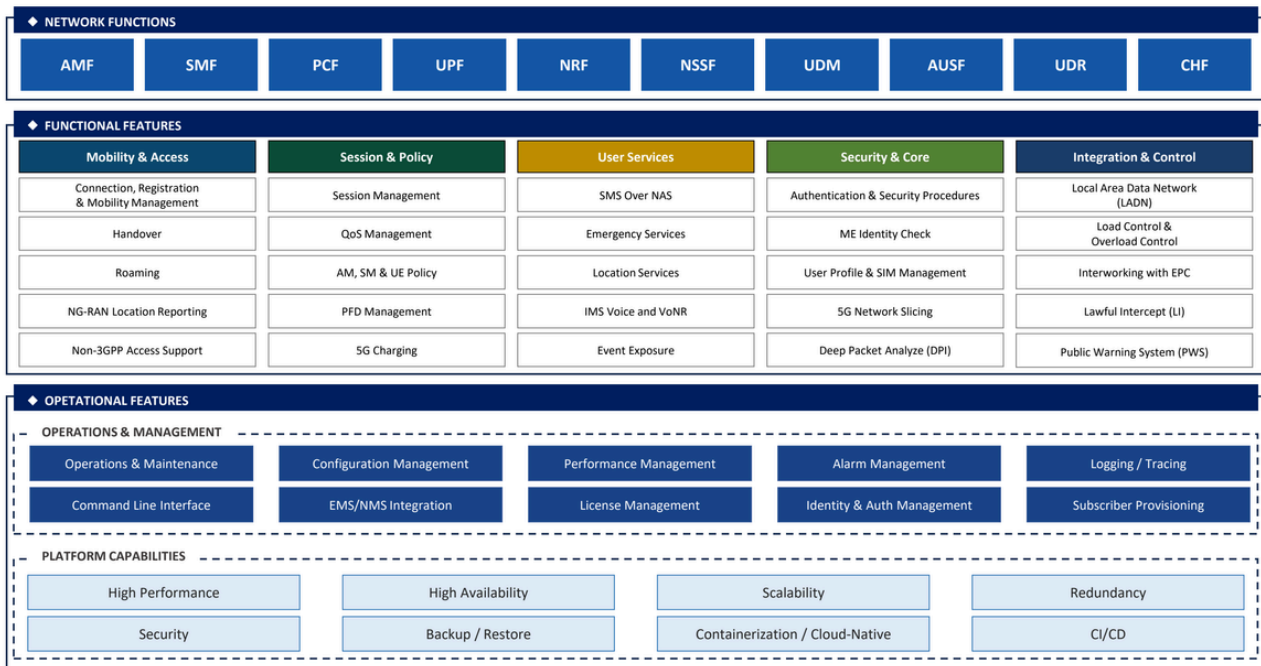 ❖ NETWORK FUNCTIONS
AMF SMF PCF UPF NRF NSSF UDM AUSF UDR CHF
❖ FUNCTIONAL FEATURES
Mobility & Access
Connection, Registration
& Mobility Management
Handover
Roaming
NG-RAN Location Reporting
Non-3GPP Access Support
Session & Policy
Session Management
QoS Management
AM, SM & UE Policy
PFD Management
5G Charging
User Services
SMS Over NAS
Emergency Services
Location Services
IMS Voice and VoNR
Event Exposure
Security & Core
Authentication & Security Procedures
ME Identity Check
User Profile & SIM Management
5G Network Slicing
Deep Packet Analyze (DPI)
Integration & Control
Local Area Data Network
(LADN)
Load Control &
Overload Control
Interworking with EPC
Lawful Intercept (LI)
Public Warning System (PWS)
❖ OPETATIONAL FEATURES
OPERATIONS & MANAGEMENT
Operations & Maintenance Configuration Management Performance Management Alarm Management Logging / Tracing
Command Line Interface EMS/NMS Integration License Management Identity & Auth Management Subscriber Provisioning
PLATFORM CAPABILITIES
High Performance High Availability Scalability Redundancy
Security Backup / Restore Containerization / Cloud-Native CI/CD